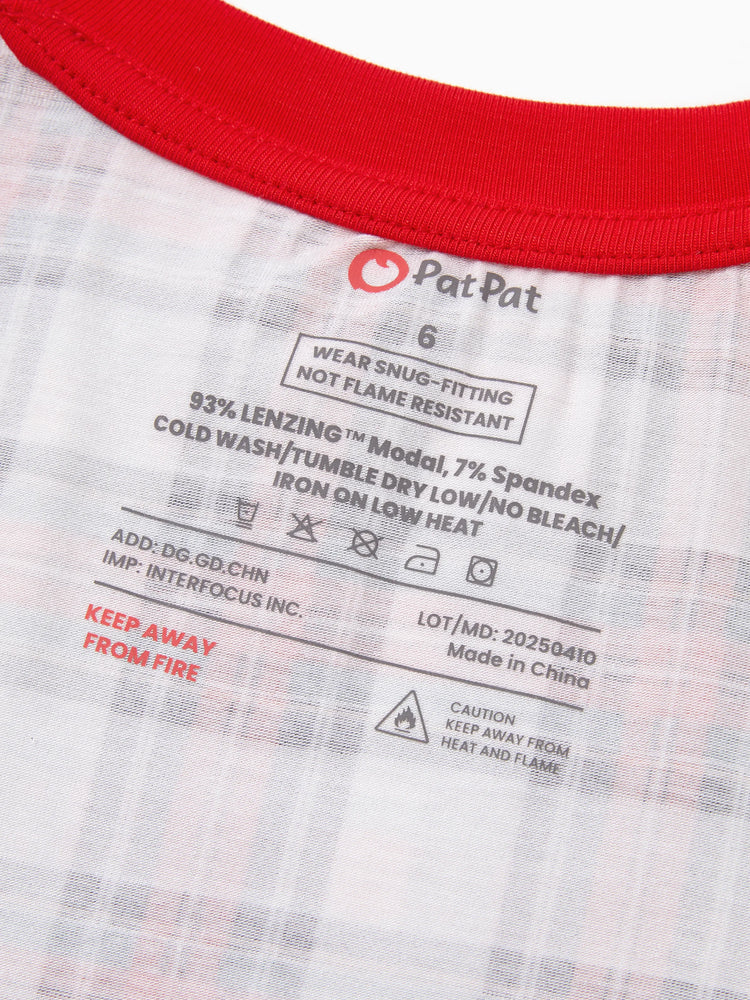 PatPat
6
WEAR SNUG-FITTING
NOT FLAME RESISTANT
93% LENZING™ Modal, 7% Spandex
COLD WASH/TUMBLE DRY LOW/NO BLEACH/
IRON ON LOW HEAT
ADD: DG.GD.CHN
IMP: INTERFOCUS INC.
LOT/MD: 20250410
Made in China
KEEP AWAY
FROM FIRE
CAUTION
KEEP AWAY FROM
HEAT AND FLAME